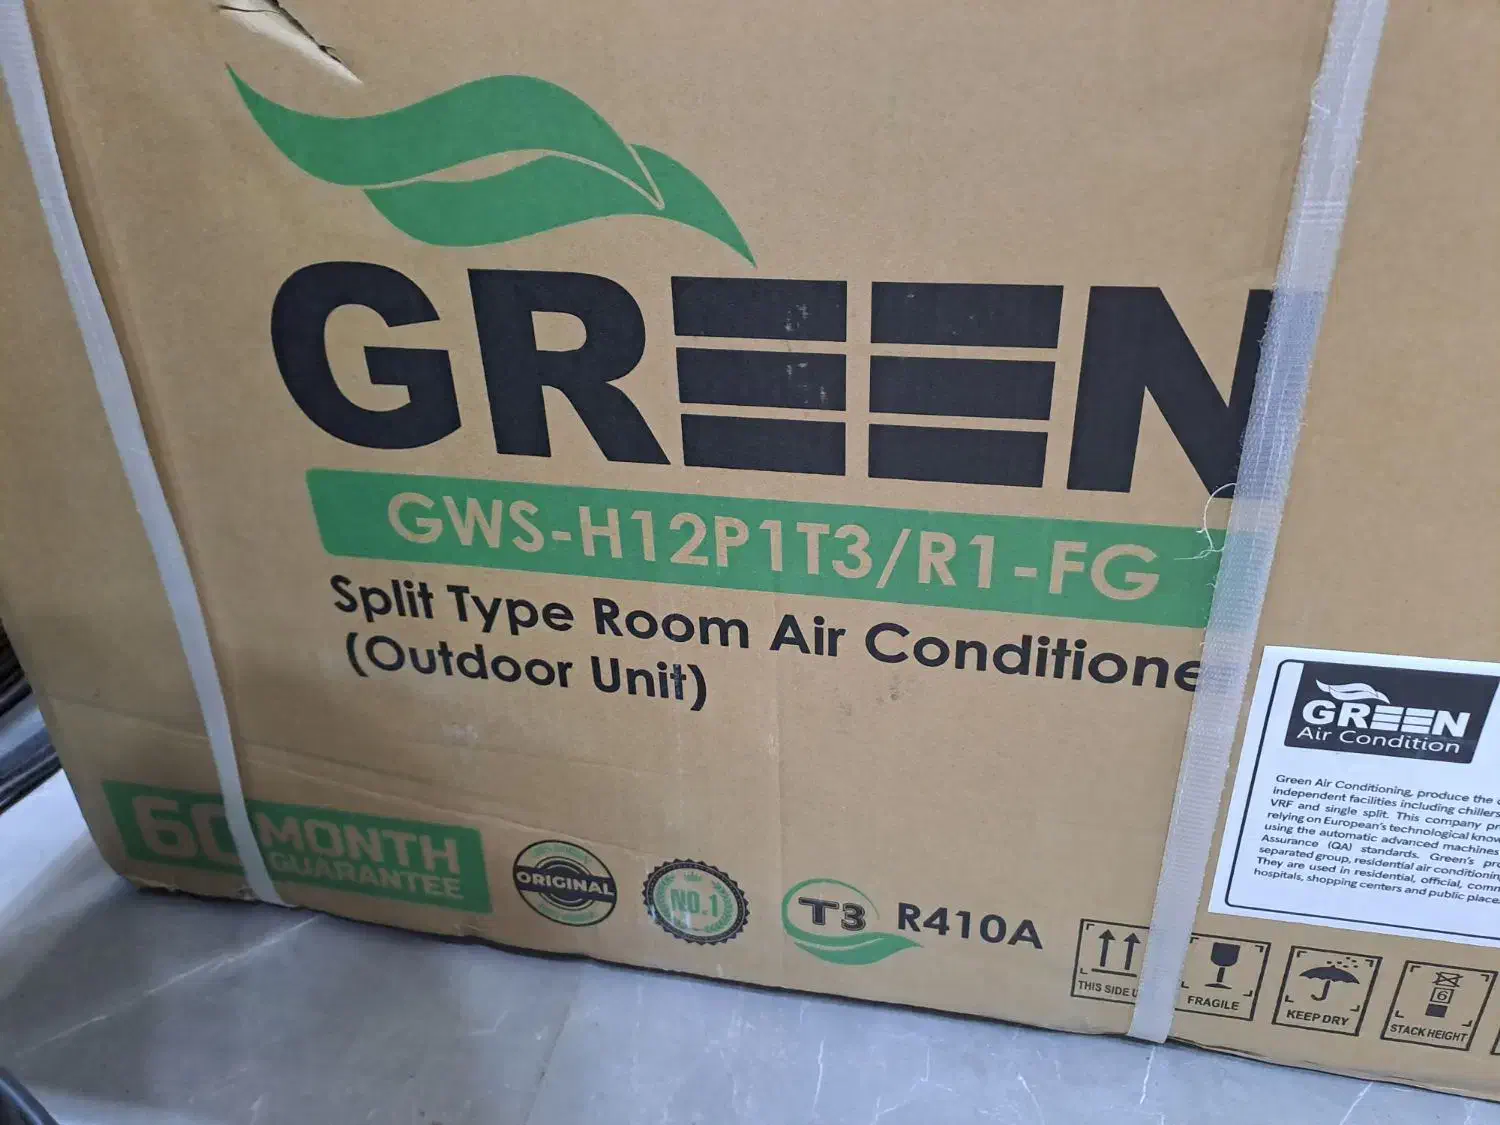 GREEN
GWS-H12P1T3/R1-FG
Split Type Room Air Conditione
(Outdoor Unit)
60 MONTH
GUARANTEE
ORIGINAL
NO.1
T3
R410A
THIS SIDE U
FRAGILE
KEEP DRY
6
STACK HEIGHT
GREEN
Air Condition
Green Air Conditioning, produce the
independent facilities including chillers
VRF and single split. This company pr
relying on European's technological know
using the automatic advanced machines
Assurance (QA) standards. Green's pro
separated group, residential air conditioning
They are used in residential, official, comm
hospitals, shopping centers and public place